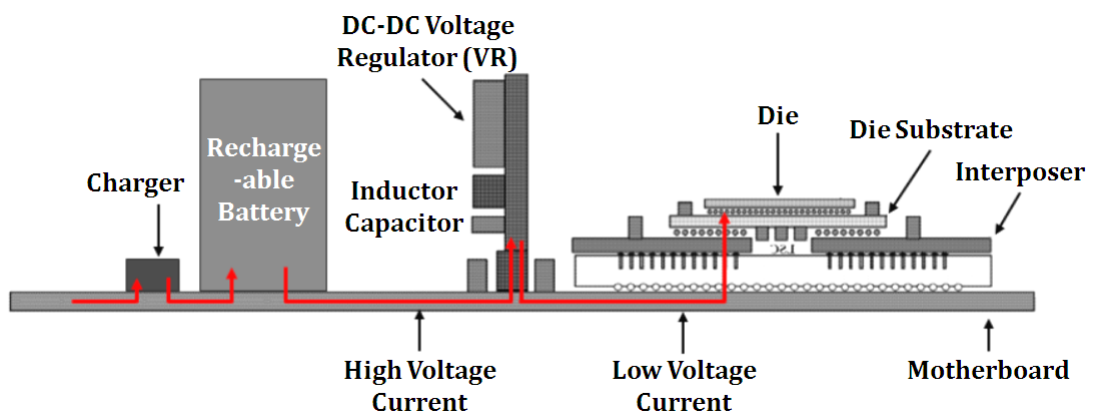 DC-DC Voltage
Regulator (VR)
Die
Die Substrate
Interposer
Recharge
-able
Battery
Charger
Inductor
Capacitor
LSC
High Voltage
Current
Low Voltage
Current
Motherboard